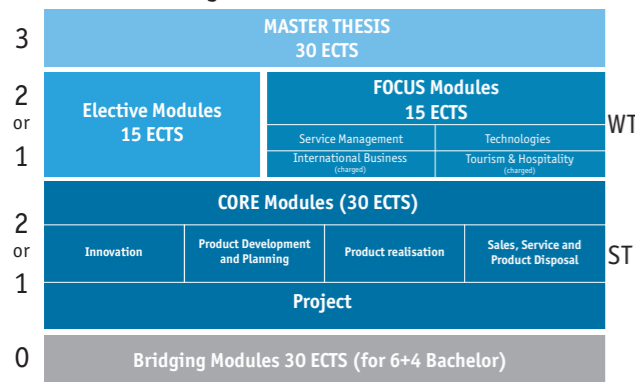 3
MASTER THESIS
30 ECTS
2
or
1
Elective Modules
15 ECTS
FOCUS Modules
15 ECTS
Service Management
Technologies
International Business
(charged)
Tourism & Hospitality
(charged)
WT
2
or
1
CORE Modules (30 ECTS)
Innovation
Product Development
and Planning
Product realisation
Sales, Service and
Product Disposal
Project
ST
0
Bridging Modules 30 ECTS (for 6+4 Bachelor)